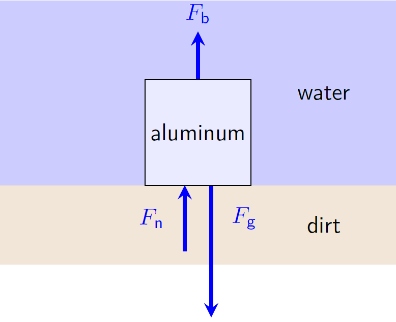 F_b
water
aluminum
F_n
F_g
dirt